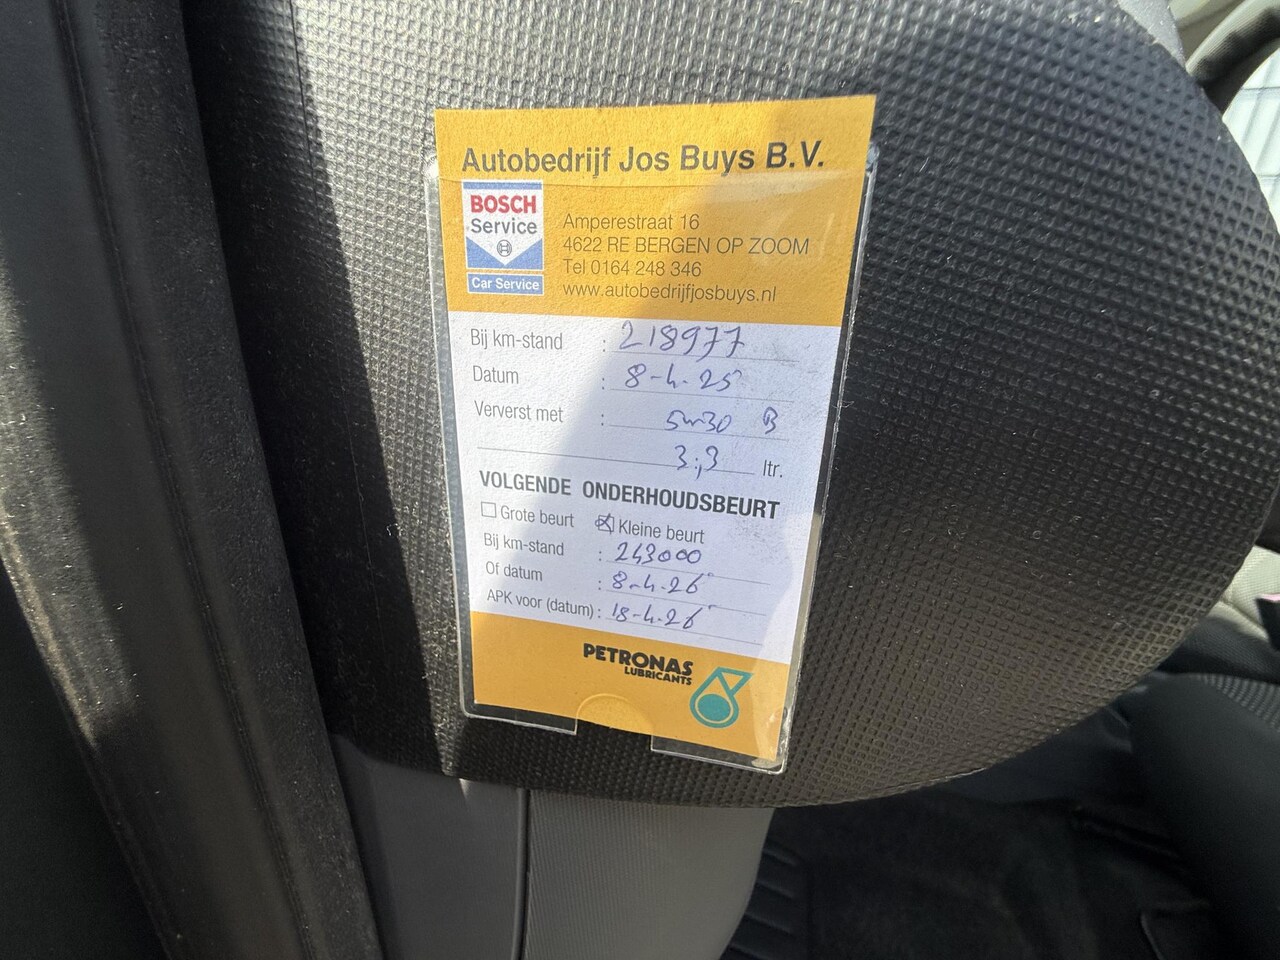 Autobedrijf Jos Buys B.V.
BOSCH
Service
Car Service
Amperestraat 16
4622 RE BERGEN OP ZOOM
Tel 0164 248 346
www.autobedrijfjosbuys.nl
Bij km-stand : 218977
Datum : 8-4-25
Ververst met : 5w30 B
3,3 ltr.
VOLGENDE ONDERHOUDSBEURT
Grote beurt Kleine beurt
Bij km-stand : 243000
Of datum : 8-4-26
APK voor (datum) : 18-4-26
PETRONAS
LUBRICANTS